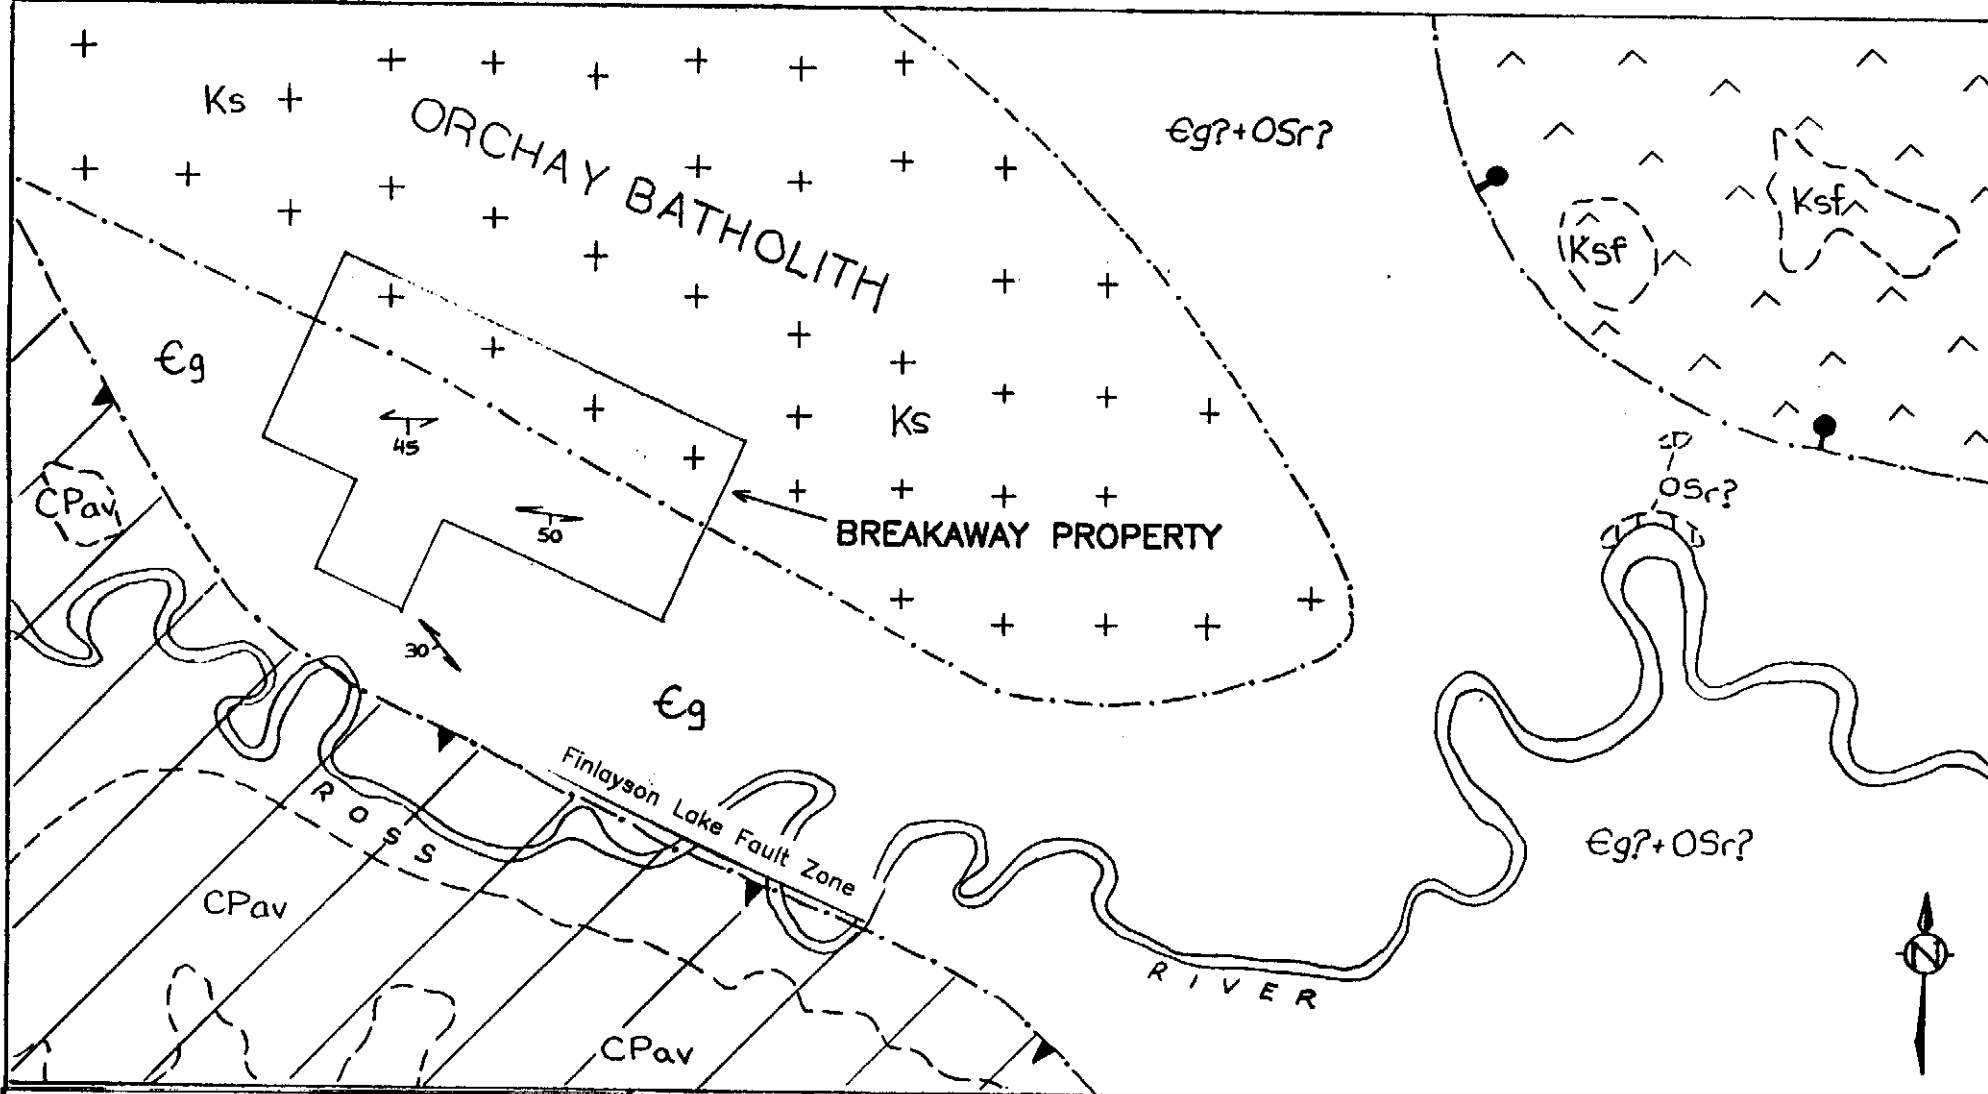 Ks
ORCHAY BATHOLITH
Єg?+OSr?
Ksf
Ksf
Єg
45
Ks
50
BREAKAWAY PROPERTY
CPav
OSr?
30
Єg
Finlayson Lake Fault Zone
ROSS
RIVER
CPav
CPav
Єg?+OSr?
N